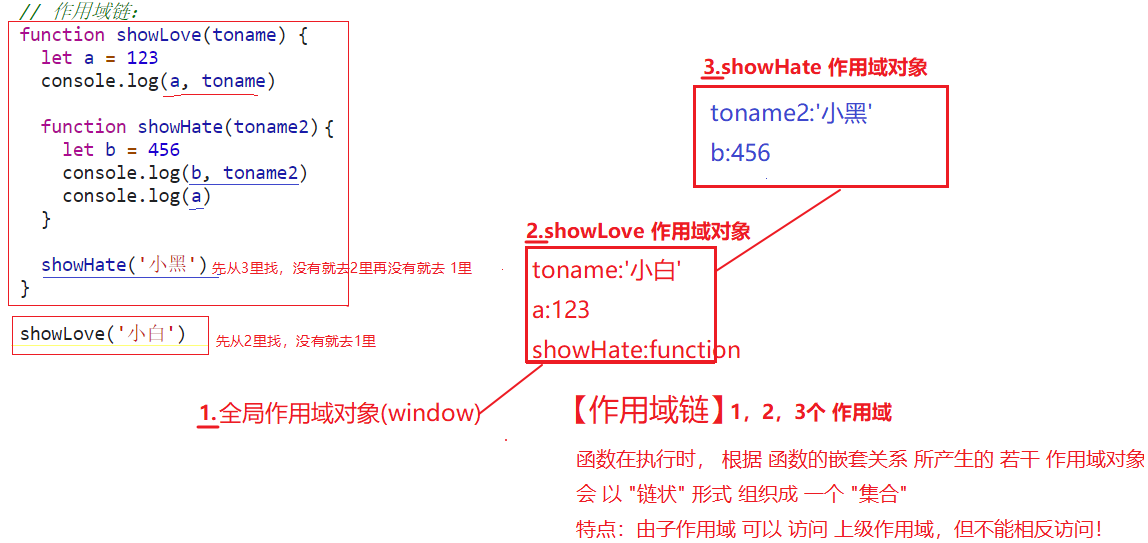 // 作用域链:
function showLove(toname) {
let a = 123
console.log(a, toname)
function showHate(toname2) {
let b = 456
console.log(b, toname2)
console.log(a)
}
showHate('小黑') 先从3里找，没有就去2里再没有就去 1里
}
showLove('小白') 先从2里找，没有就去1里
3.showHate 作用域对象
toname2:'小黑'
b:456
2.showLove 作用域对象
toname:'小白'
a:123
showHate:function
1.全局作用域对象(window)
【作用域链】1，2，3个 作用域
函数在执行时， 根据 函数的嵌套关系 所产生的 若干 作用域对象
会 以 "链状" 形式 组织成 一个 "集合"
特点：由子作用域 可以 访问 上级作用域，但不能相反访问！